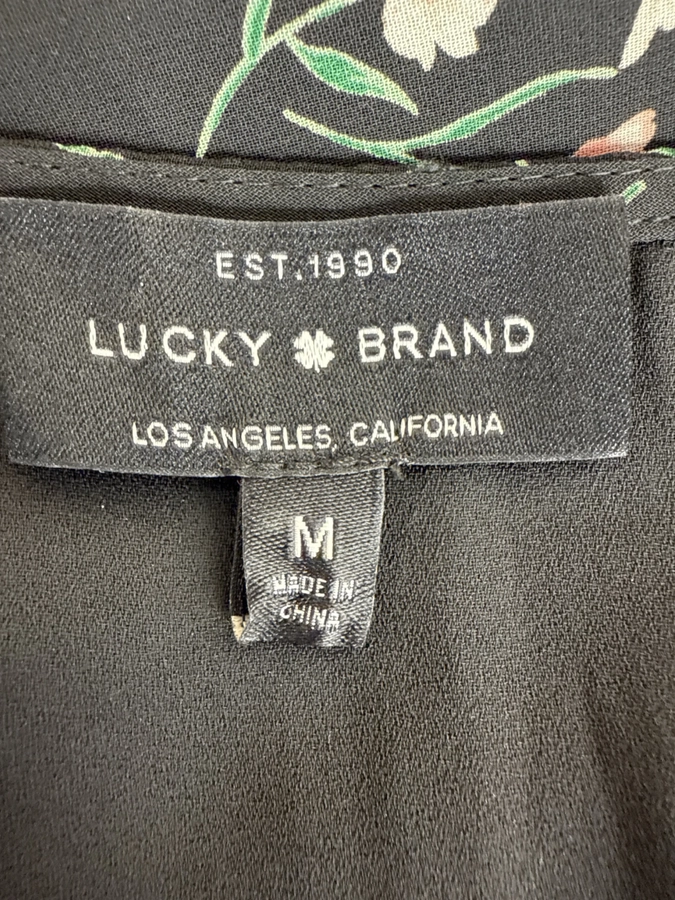 EST.1990
LUCKY BRAND
LOS ANGELES, CALIFORNIA
M
MADE IN
CHINA